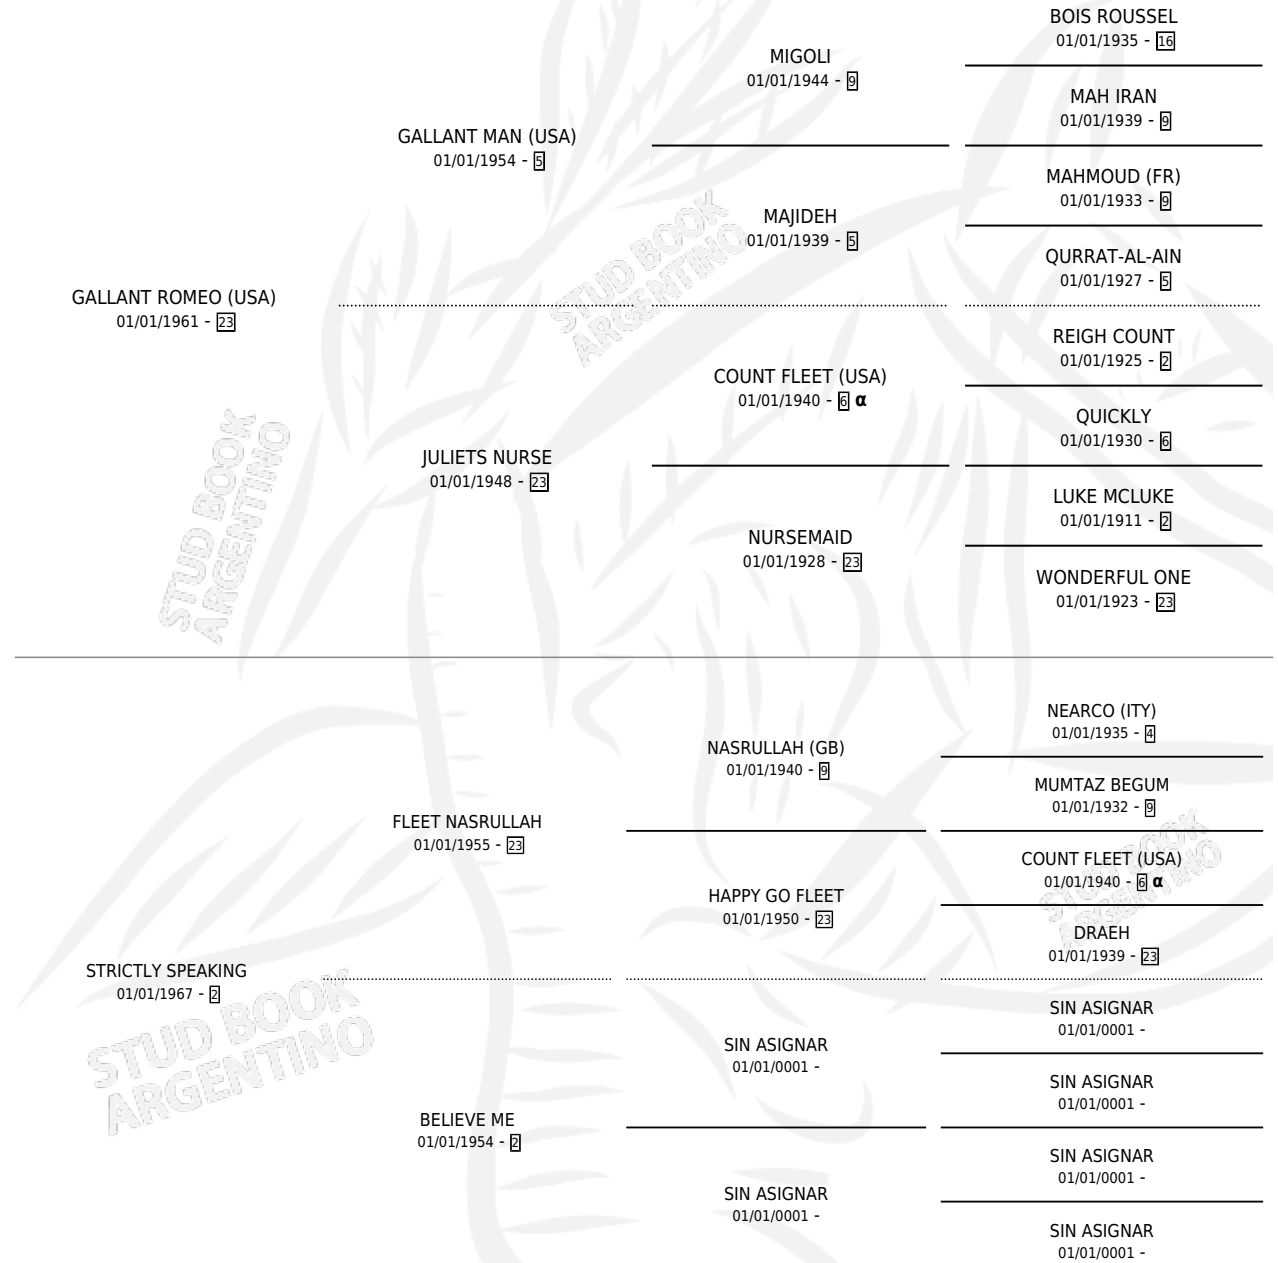 BOIS ROUSSEL
01/01/1935 - 16
MIGOLI
01/01/1944 - 9
MAH IRAN
01/01/1939 - 9
GALLANT MAN (USA)
01/01/1954 - 5
MAHMOUD (FR)
01/01/1933 - 9
MAJIDEH
01/01/1939 - 5
QURRAT-AL-AIN
01/01/1927 - 5
GALLANT ROMEO (USA)
01/01/1961 - 23
REIGH COUNT
01/01/1925 - 2
COUNT FLEET (USA)
01/01/1940 - 6 α
QUICKLY
01/01/1930 - 6
JULIETS NURSE
01/01/1948 - 23
LUKE MCLUKE
01/01/1911 - 2
NURSEMAID
01/01/1928 - 23
WONDERFUL ONE
01/01/1923 - 23
NEARCO (ITY)
01/01/1935 - 4
NASRULLAH (GB)
01/01/1940 - 9
MUMTAZ BEGUM
01/01/1932 - 9
FLEET NASRULLAH
01/01/1955 - 23
COUNT FLEET (USA)
01/01/1940 - 6 α
HAPPY GO FLEET
01/01/1950 - 23
DRAEH
01/01/1939 - 23
STRICTLY SPEAKING
01/01/1967 - 2
SIN ASIGNAR
01/01/0001 -
SIN ASIGNAR
01/01/0001 -
SIN ASIGNAR
01/01/0001 -
BELIEVE ME
01/01/1954 - 2
SIN ASIGNAR
01/01/0001 -
SIN ASIGNAR
01/01/0001 -
SIN ASIGNAR
01/01/0001 -
STUD BOOK
ARGENTINO
STUD BOOK
ARGENTINO
STUD BOOK
ARGENTINO
STUD BOOK
ARGENTINO